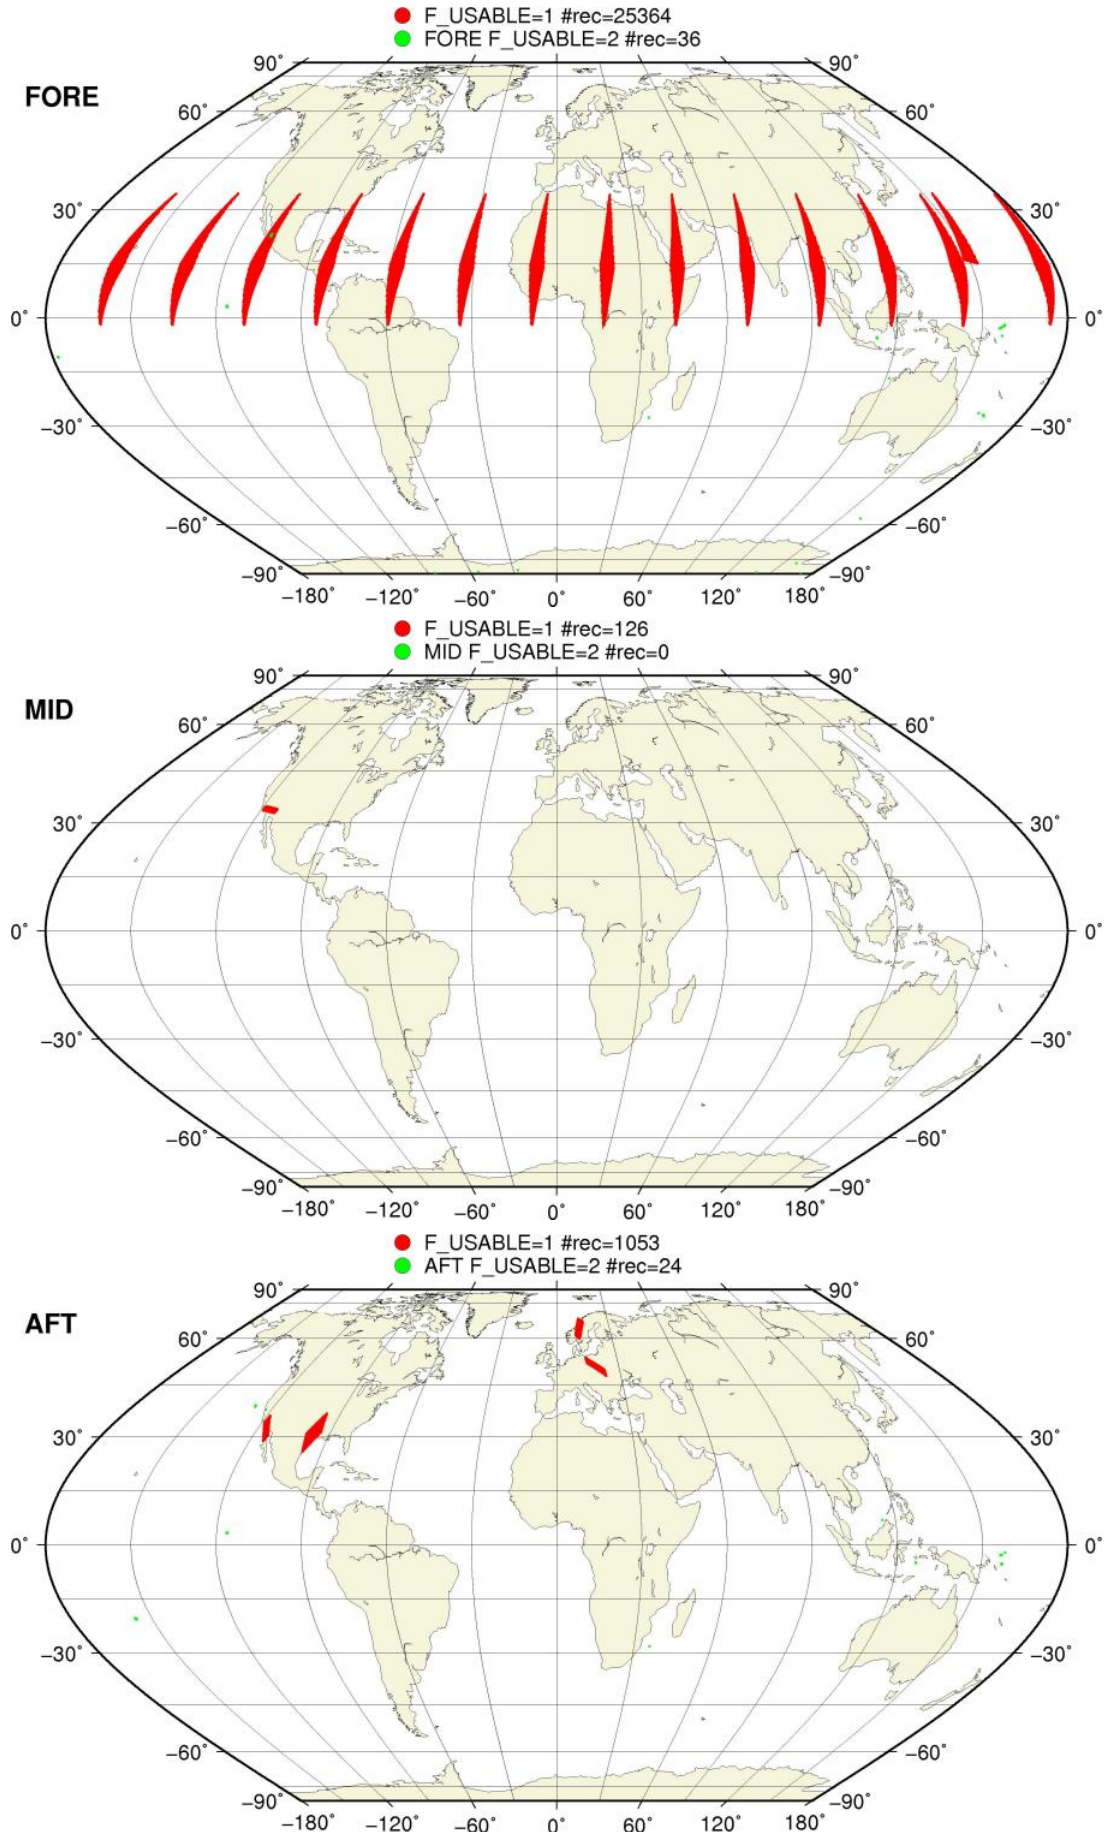 F_USABLE=1 #rec=25364
FORE F_USABLE=2 #rec=36
FORE
90° 90°
60° 60°
30° 30°
0° 0°
−30° −30°
−60° −60°
−90° −90°
−180° −120° −60° 0° 60° 120° 180°
F_USABLE=1 #rec=126
MID F_USABLE=2 #rec=0
MID
90° 90°
60° 60°
30° 30°
0° 0°
−30° −30°
−60° −60°
−90° −90°
−180° −120° −60° 0° 60° 120° 180°
F_USABLE=1 #rec=1053
AFT F_USABLE=2 #rec=24
AFT
90° 90°
60° 60°
30° 30°
0° 0°
−30° −30°
−60° −60°
−90° −90°
−180° −120° −60° 0° 60° 120° 180°